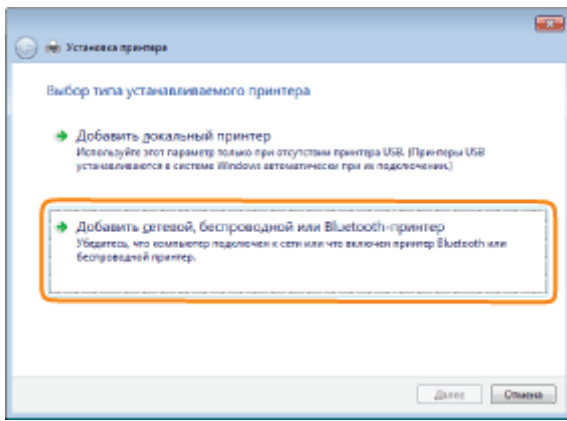 Установка принтера
Выбор типа устанавливаемого принтера
Добавить локальный принтер
Используйте этот параметр только при отсутствии принтера USB. (Принтеры USB
устанавливаются в системе Windows автоматически при их подключении.)
Добавить сетевой, беспроводной или Bluetooth-принтер
Убедитесь, что компьютер подключен к сети или что включен принтер Bluetooth или
беспроводной принтер.
Далее Отмена